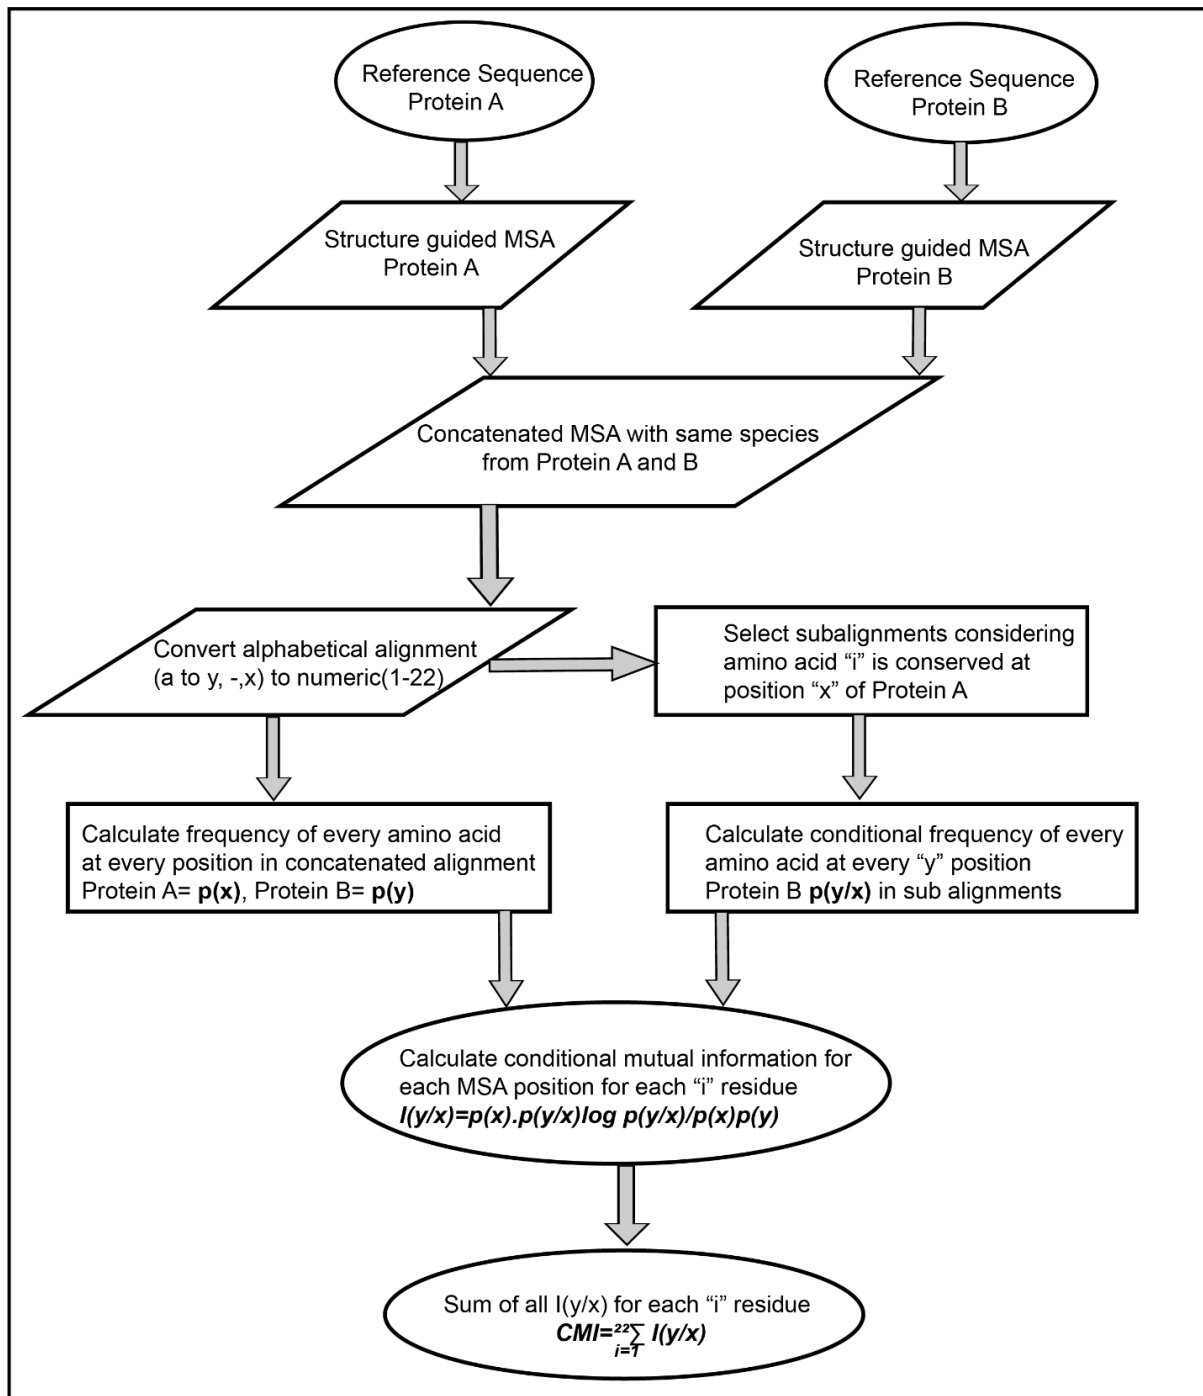 Reference Sequence
Protein A
Reference Sequence
Protein B
Structure guided MSA
Protein A
Structure guided MSA
Protein B
Concatenated MSA with same species
from Protein A and B
Convert alphabetical alignment
(a to y, -,x) to numeric(1-22)
Select subalignments considering
amino acid “i” is conserved at
position “x” of Protein A
Calculate frequency of every amino acid
at every position in concatenated alignment
Protein A= p(x), Protein B= p(y)
Calculate conditional frequency of every
amino acid at every “y” position
Protein B p(y/x) in sub alignments
Calculate conditional mutual information for
each MSA position for each “i” residue
I(y/x)=p(x).p(y/x)log p(y/x)/p(x)p(y)
Sum of all I(y/x) for each “i” residue
CMI=²²∑ I(y/x)
i=1